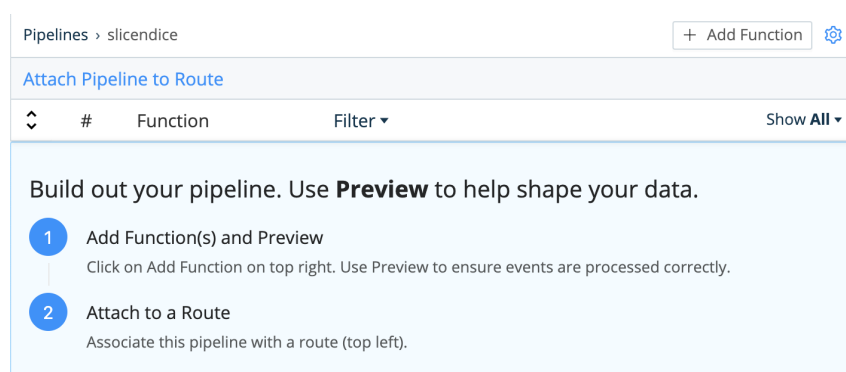 Pipelines › slicendice
+ Add Function
Attach Pipeline to Route
# Function Filter Show All
Build out your pipeline. Use Preview to help shape your data.
1 Add Function(s) and Preview
Click on Add Function on top right. Use Preview to ensure events are processed correctly.
2 Attach to a Route
Associate this pipeline with a route (top left).